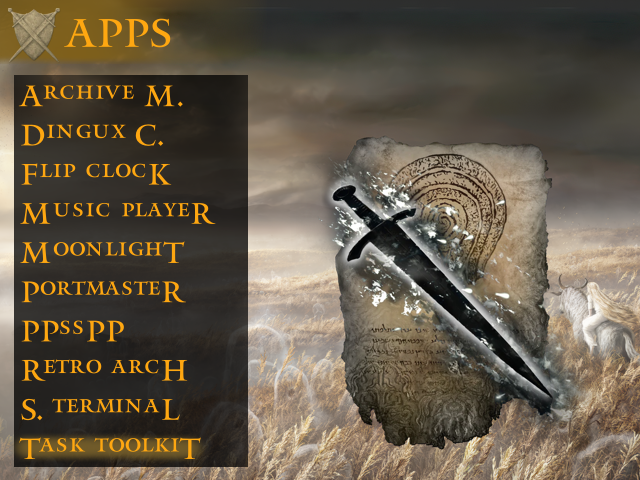 APPS
Archive M.
Dingux C.
Flip clocK
Music playeR
MoonlighT
PortmasteR
PPssPP
Retro arcH
S. terminaL
Task toolkiT